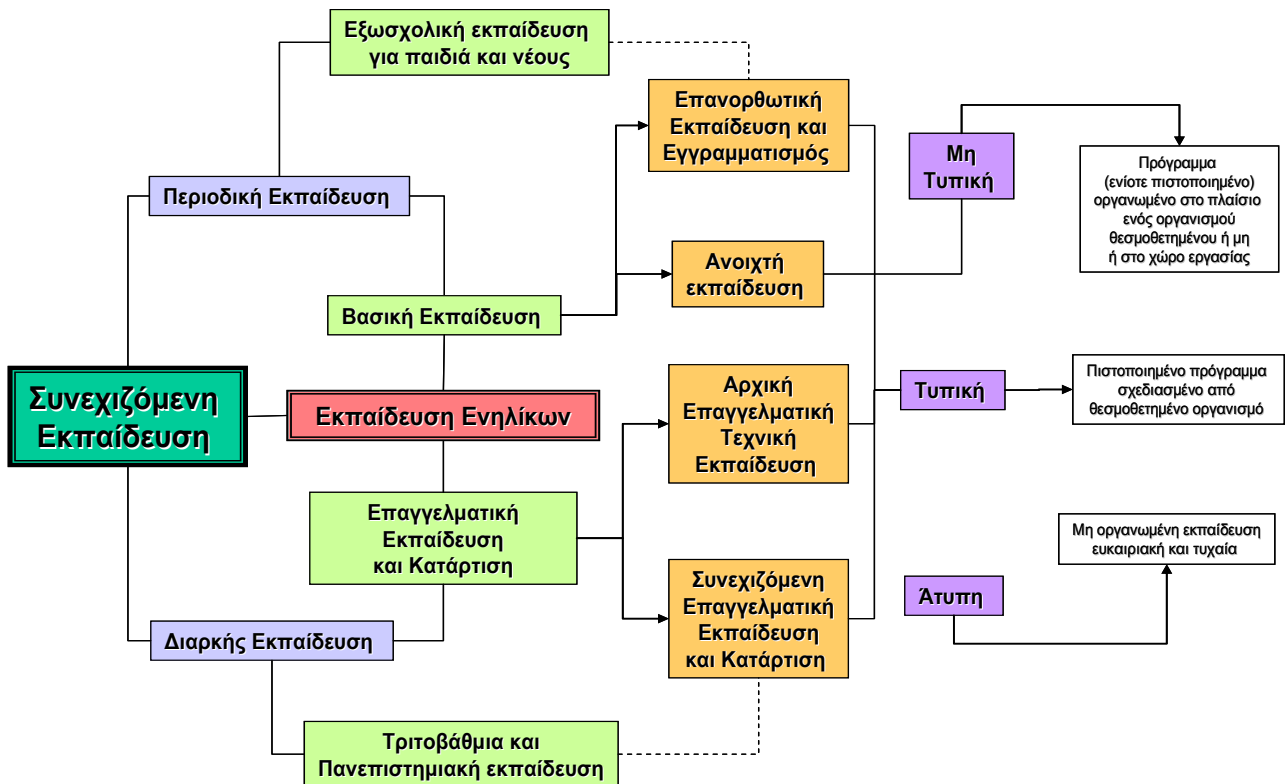 Εξωσχολική εκπαίδευση
για παιδιά και νέους
Επανορθωτική
Εκπαίδευση και
Εγγραμματισμός
Μη
Τυπική
Πρόγραμμα
(ενίοτε πιστοποιημένο)
οργανωμένο στο πλαίσιο
ενός οργανισμού
θεσμοθετημένου ή μη
ή στο χώρο εργασίας
Περιοδική Εκπαίδευση
Ανοιχτή
εκπαίδευση
Βασική Εκπαίδευση
Συνεχιζόμενη
Εκπαίδευση
Εκπαίδευση Ενηλίκων
Αρχική
Επαγγελματική
Τεχνική
Εκπαίδευση
Τυπική
Πιστοποιημένο πρόγραμμα
σχεδιασμένο από
θεσμοθετημένο οργανισμό
Επαγγελματική
Εκπαίδευση
και Κατάρτιση
Μη οργανωμένη εκπαίδευση
ευκαιριακή και τυχαία
Συνεχιζόμενη
Επαγγελματική
Εκπαίδευση
και Κατάρτιση
Άτυπη
Διαρκής Εκπαίδευση
Τριτοβάθμια και
Πανεπιστημιακή εκπαίδευση